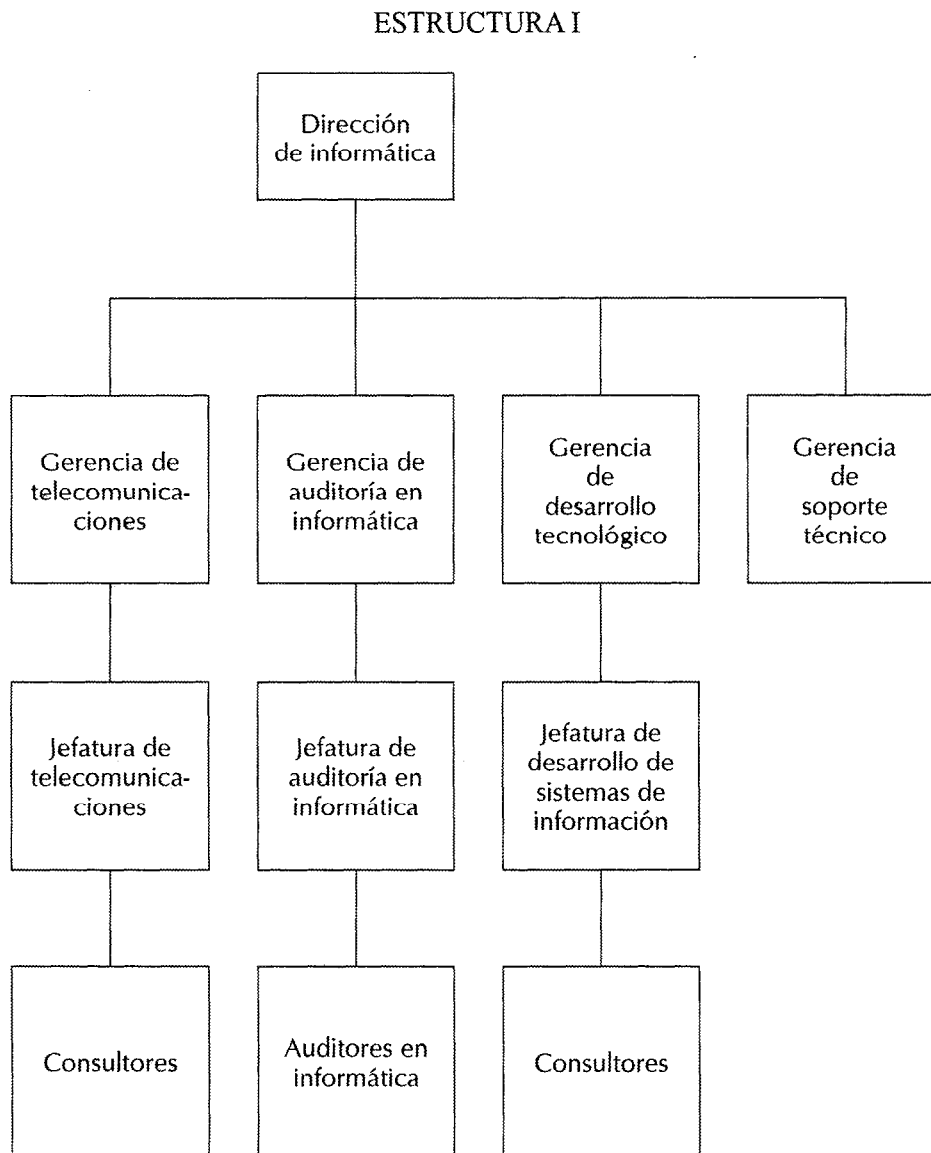 ESTRUCTURA I
Dirección
de informática
Gerencia de
telecomunica-
ciones
Gerencia de
auditoría en
informática
Gerencia
de
desarrollo
tecnológico
Gerencia
de
soporte
técnico
Jefatura de
telecomunica-
ciones
Jefatura de
auditoría en
informática
Jefatura de
desarrollo de
sistemas de
información
Consultores
Auditores en
informática
Consultores